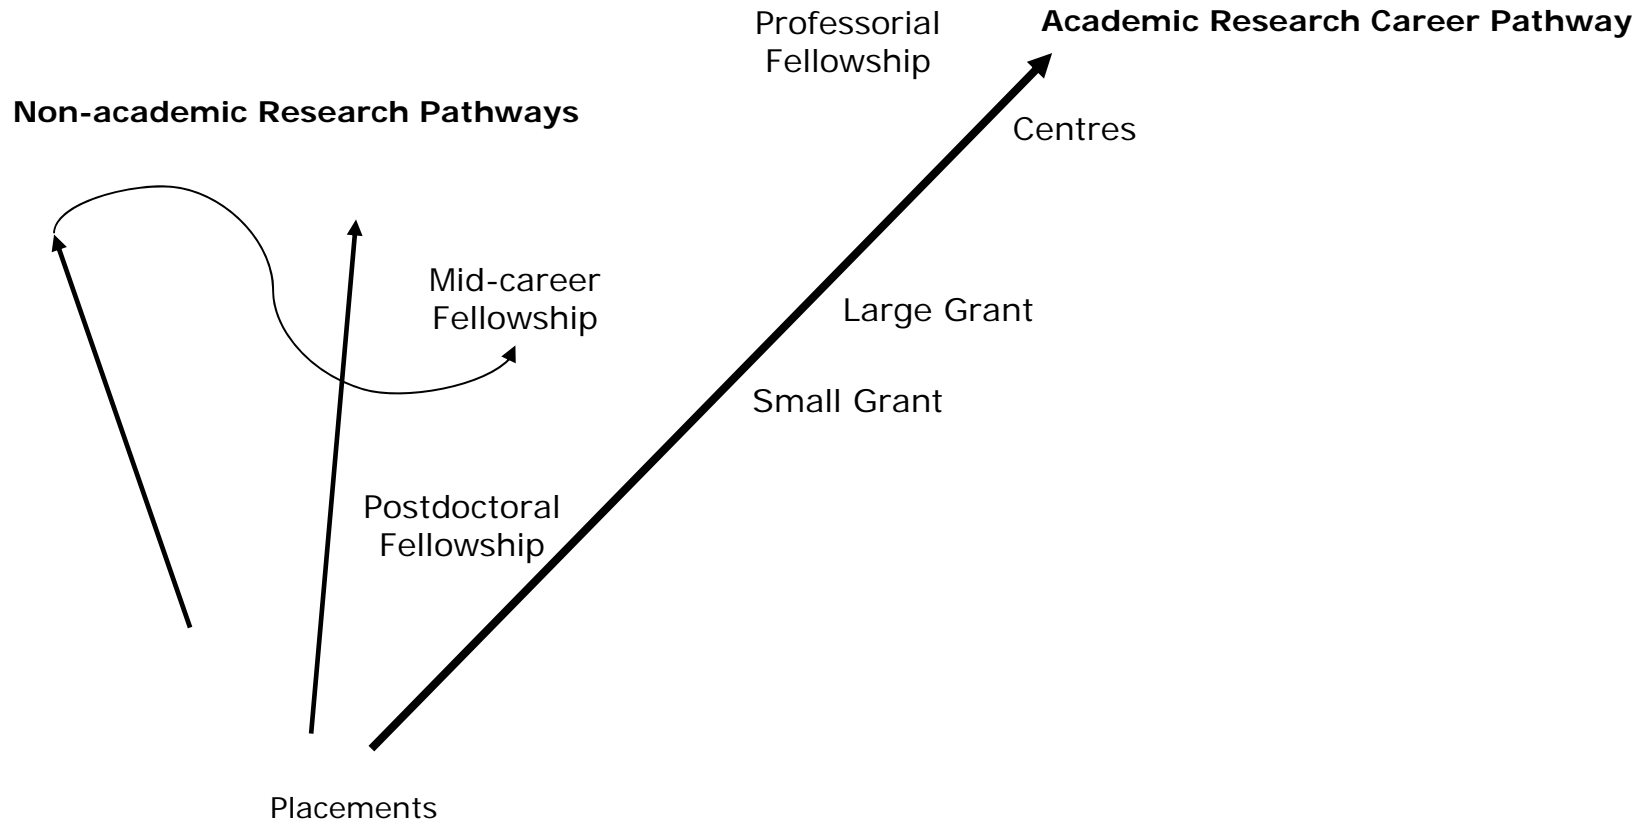 Professorial
Fellowship
Academic Research Career Pathway
Non-academic Research Pathways
Centres
Mid-career
Fellowship
Large Grant
Small Grant
Postdoctoral
Fellowship
Placements